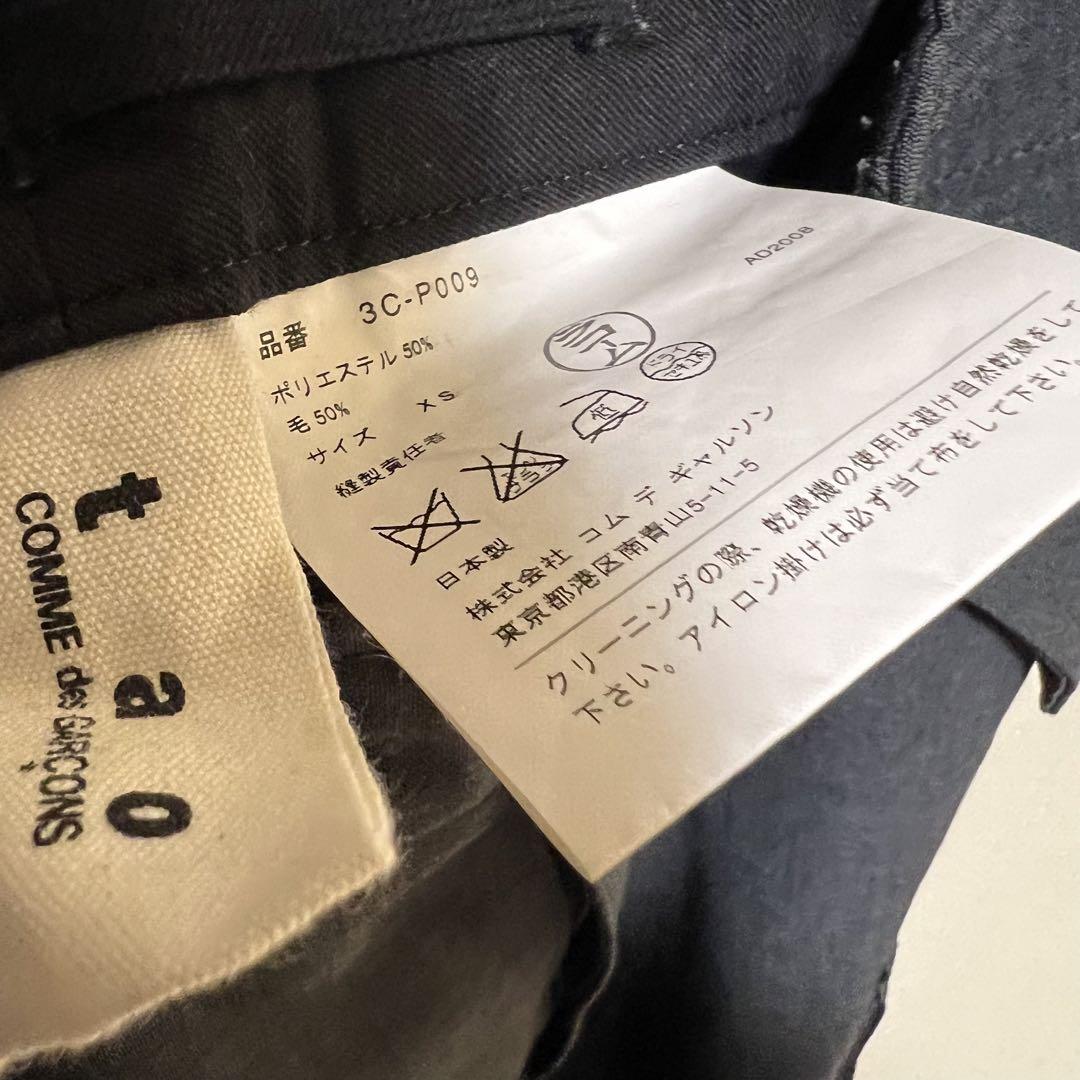 品番 3C-P009
AD2008
ポリエステル 50%
毛 50%
サイズ XS
縫製責任者
低
日本製
株式会社 コム デ ギャルソン
東京都港区南青山5-11-5
クリーニングの際、乾燥機の使用は避け自然乾燥をして
下さい。アイロン掛けは必ず当て布をして下さい。
tao
COMME des GARÇONS